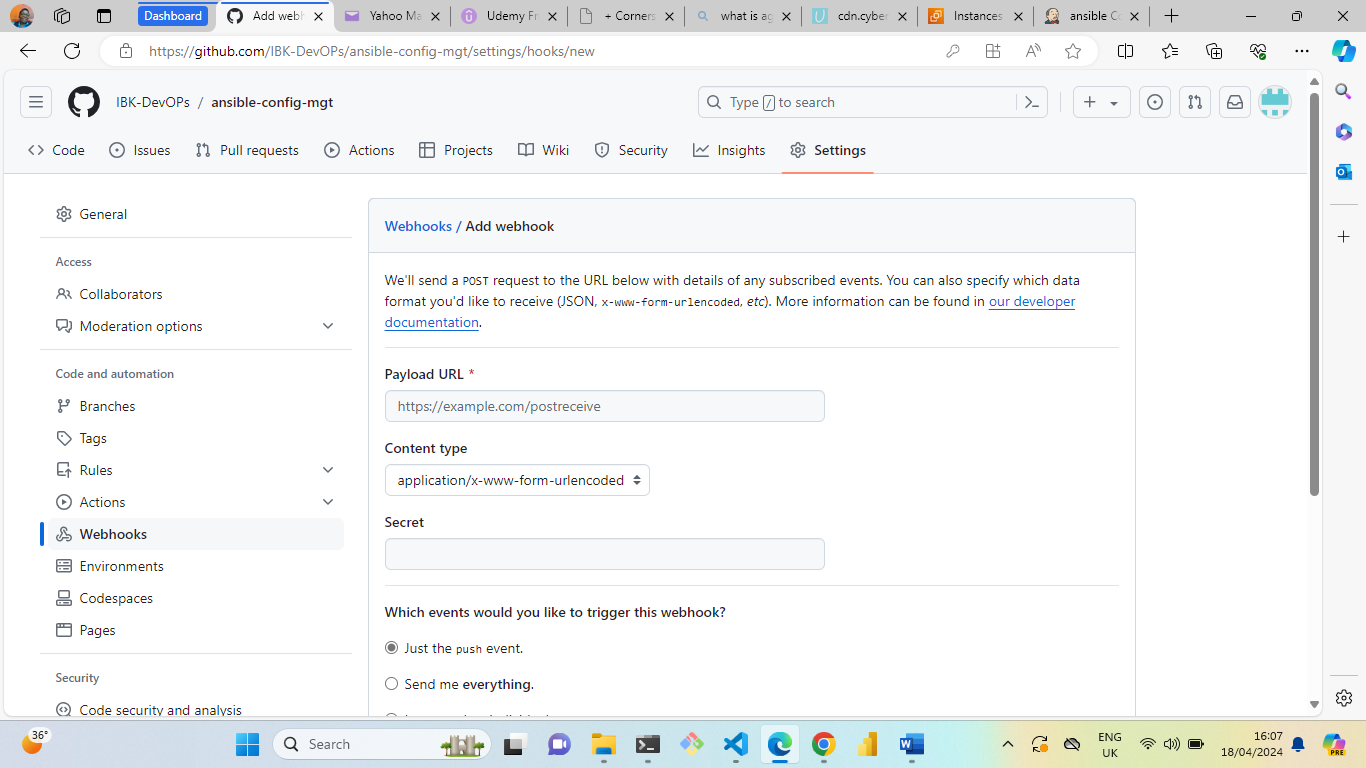 Dashboard
Add webh
Yahoo Ma
Udemy Fr
+ Corners
what is ag
cdn.cybe
Instances
ansible Co
https://github.com/IBK-DevOPs/ansible-config-mgt/settings/hooks/new
IBK-DevOPs / ansible-config-mgt
Type / to search
Code
Issues
Pull requests
Actions
Projects
Wiki
Security
Insights
Settings
General
Access
Collaborators
Moderation options
Code and automation
Branches
Tags
Rules
Actions
Webhooks
Environments
Codespaces
Pages
Security
Code security and analysis
Webhooks / Add webhook
We'll send a POST request to the URL below with details of any subscribed events. You can also specify which data
format you'd like to receive (JSON, x-www-form-urlencoded, etc). More information can be found in our developer
documentation.
Payload URL *
https://example.com/postreceive
Content type
application/x-www-form-urlencoded
Secret
Which events would you like to trigger this webhook?
Just the push event.
Send me everything.
36°
Search
ENG
UK
16:07
18/04/2024
PRE